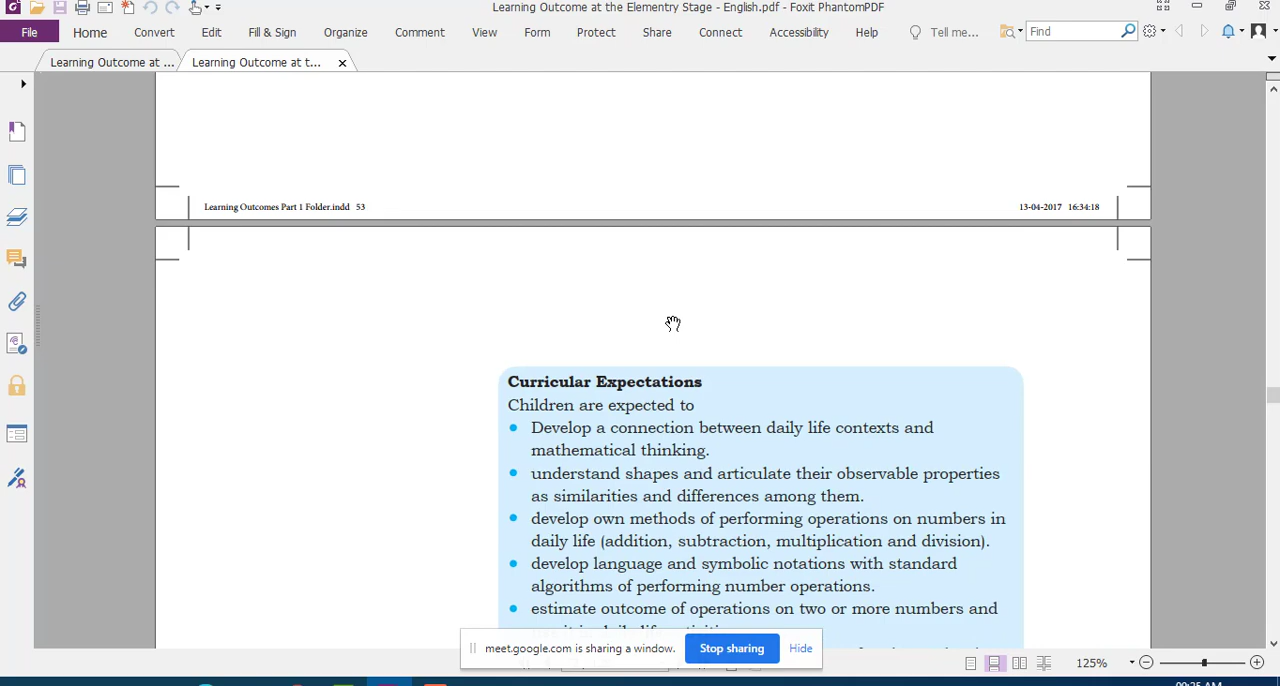 Learning Outcome at the Elementry Stage - English.pdf - Foxit PhantomPDF
File Home Convert Edit Fill & Sign Organize Comment View Form Protect Share Connect Accessibility Help Tell me... Find
Learning Outcome at ... Learning Outcome at t...
Learning Outcomes Part 1 Folder.indd 53 13-04-2017 16:34:18
Curricular Expectations
Children are expected to
• Develop a connection between daily life contexts and
mathematical thinking.
• understand shapes and articulate their observable properties
as similarities and differences among them.
• develop own methods of performing operations on numbers in
daily life (addition, subtraction, multiplication and division).
• develop language and symbolic notations with standard
algorithms of performing number operations.
• estimate outcome of operations on two or more numbers and
meet.google.com is sharing a window. Stop sharing Hide
125%